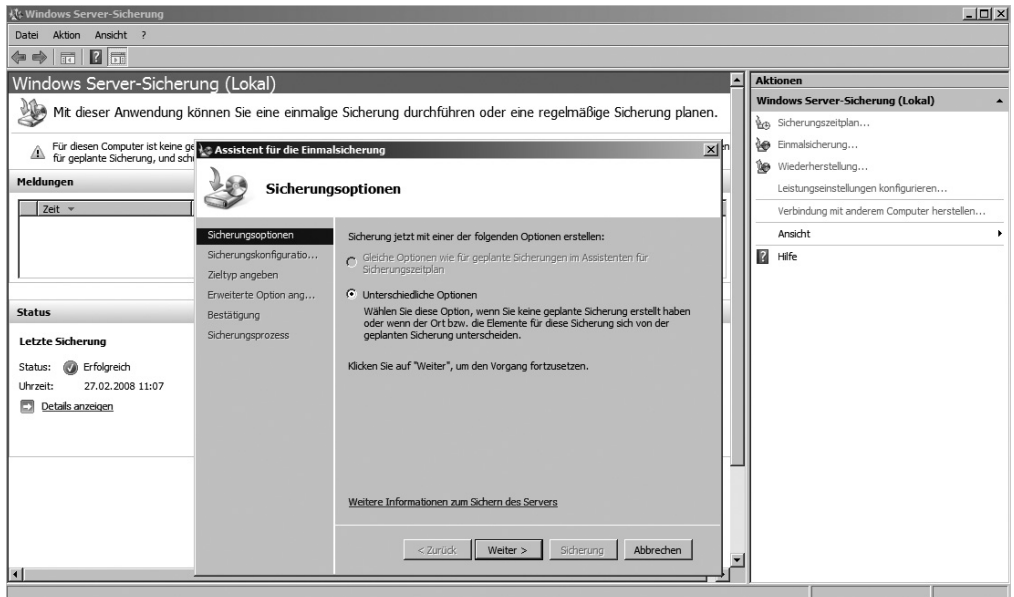 Windows Server-Sicherung
Datei Aktion Ansicht ?
Windows Server-Sicherung (Lokal)
Mit dieser Anwendung können Sie eine einmalige Sicherung durchführen oder eine regelmäßige Sicherung planen.
Für diesen Computer ist keine
für geplante Sicherung, und
Meldungen
Zeit
Status
Letzte Sicherung
Status: Erfolgreich
Uhrzeit: 27.02.2008 11:07
Details anzeigen
Assistent für die Einmalsicherung
Sicherungsoptionen
Sicherungsoptionen
Sicherungskonfiguratio...
Zieltyp angeben
Erweiterte Option ang...
Bestätigung
Sicherungsprozess
Sicherung jetzt mit einer der folgenden Optionen erstellen:
Gleiche Optionen wie für geplante Sicherungen im Assistenten für
Sicherungszeitplan
Unterschiedliche Optionen
Wählen Sie diese Option, wenn Sie keine geplante Sicherung erstellt haben
oder wenn der Ort bzw. die Elemente für diese Sicherung sich von der
geplanten Sicherung unterscheiden.
Klicken Sie auf "Weiter", um den Vorgang fortzusetzen.
Weitere Informationen zum Sichern des Servers
< Zurück Weiter > Sicherung Abbrechen
Aktionen
Windows Server-Sicherung (Lokal)
Sicherungszeitplan...
Einmalsicherung...
Wiederherstellung...
Leistungseinstellungen konfigurieren...
Verbindung mit anderem Computer herstellen...
Ansicht
Hilfe